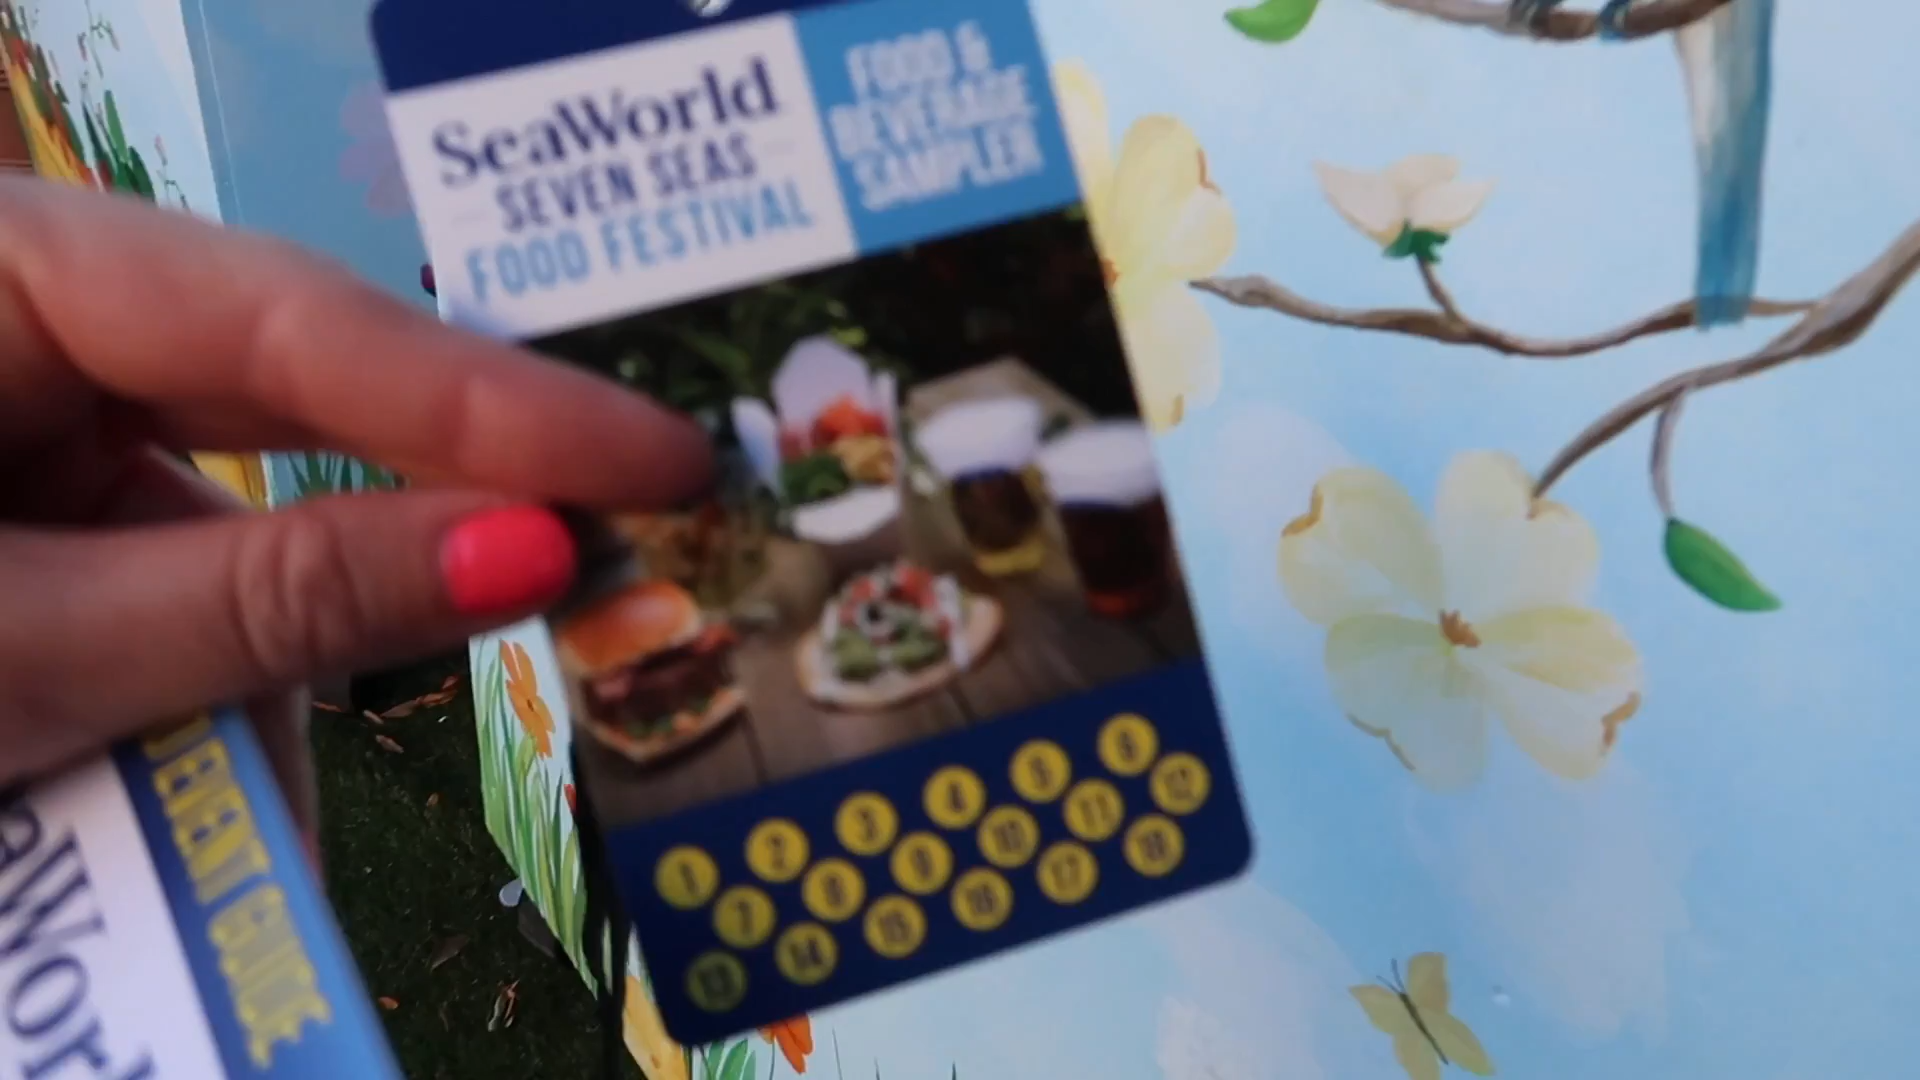 SeaWorld
SEVEN SEAS
FOOD FESTIVAL
FOOD &
BEVERAGE
SAMPLER
1 2 3 4 5 6
7 8 9 10 11 12
13 14 15 16 17 18
EVENT GUIDE
aWorl